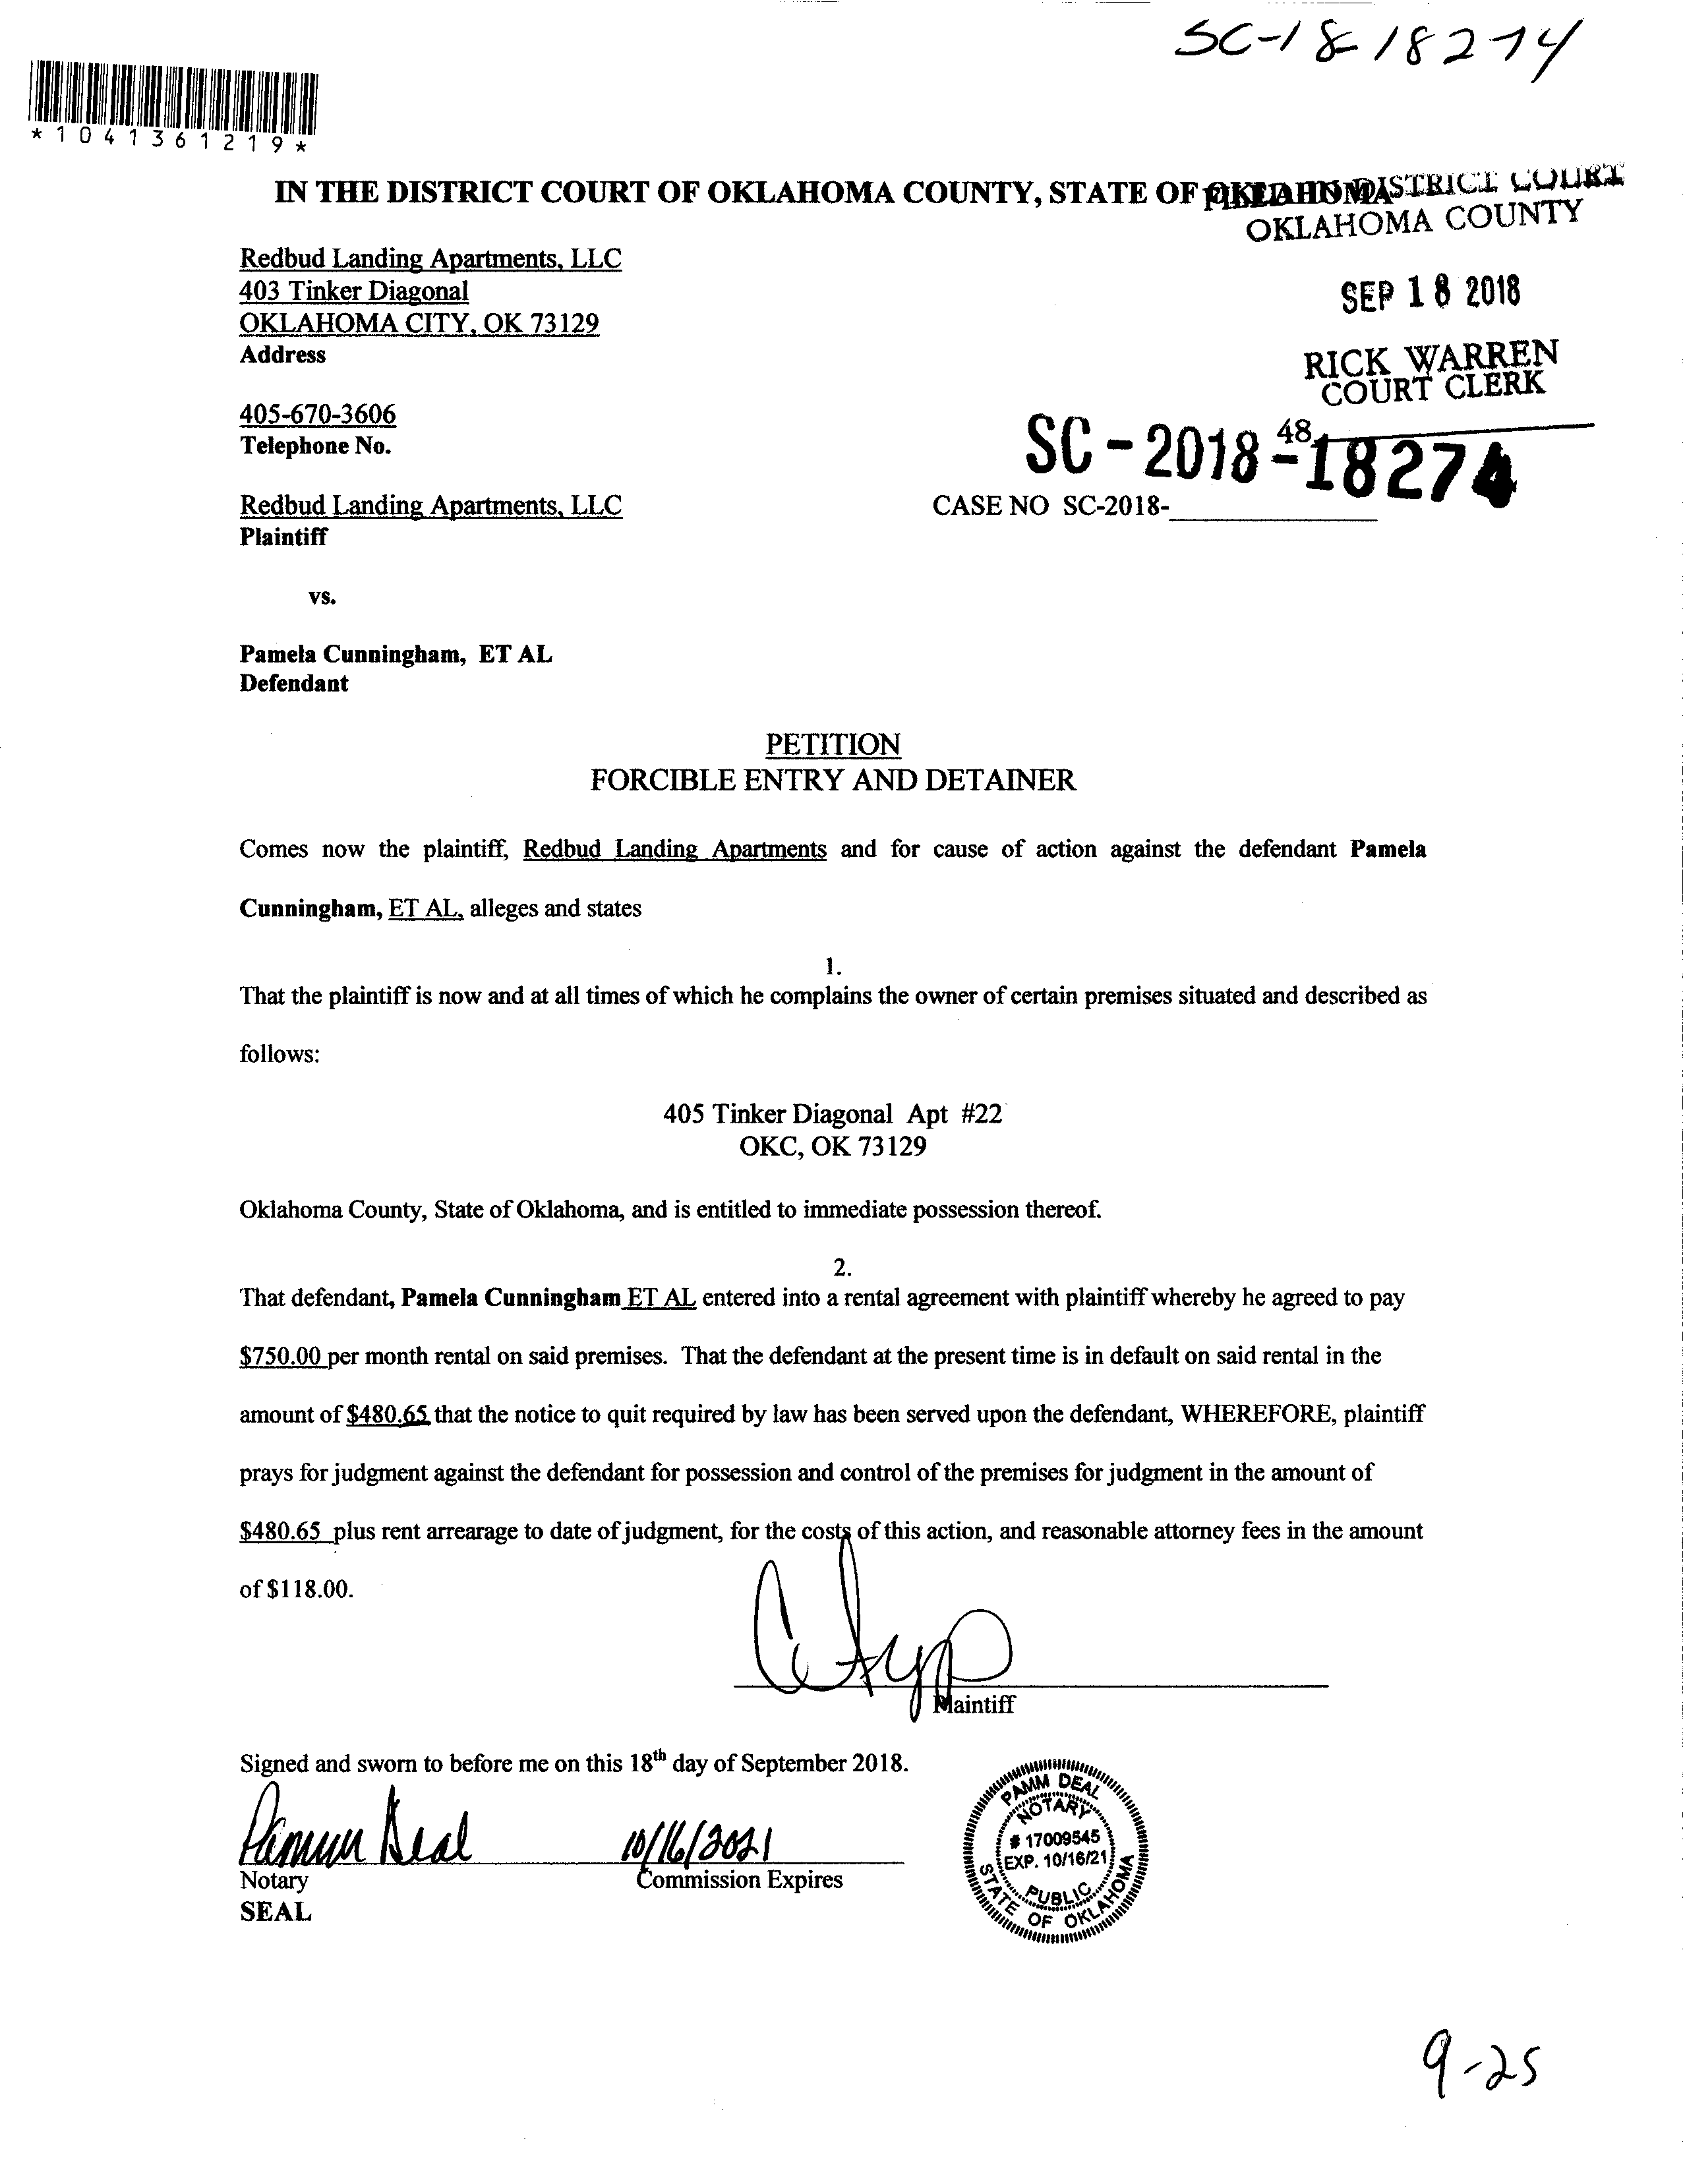 SC-18-18274
*1041361219*
IN THE DISTRICT COURT OF OKLAHOMA COUNTY, STATE OF OKLAHOMA
FILED IN DISTRICT COURT
OKLAHOMA COUNTY
Redbud Landing Apartments, LLC
403 Tinker Diagonal
OKLAHOMA CITY, OK 73129
Address
SEP 18 2018
RICK WARREN
COURT CLERK
405-670-3606
Telephone No.
48
SC-2018-18274
Redbud Landing Apartments, LLC
CASE NO SC-2018-
Plaintiff
vs.
Pamela Cunningham, ET AL
Defendant
PETITION
FORCIBLE ENTRY AND DETAINER
Comes now the plaintiff, Redbud Landing Apartments and for cause of action against the defendant Pamela
Cunningham, ET AL, alleges and states
1.
That the plaintiff is now and at all times of which he complains the owner of certain premises situated and described as
follows:
405 Tinker Diagonal Apt #22
OKC, OK 73129
Oklahoma County, State of Oklahoma, and is entitled to immediate possession thereof.
2.
That defendant, Pamela Cunningham ET AL entered into a rental agreement with plaintiff whereby he agreed to pay
$750.00 per month rental on said premises. That the defendant at the present time is in default on said rental in the
amount of $480.65 that the notice to quit required by law has been served upon the defendant, WHEREFORE, plaintiff
prays for judgment against the defendant for possession and control of the premises for judgment in the amount of
$480.65 plus rent arrearage to date of judgment, for the costs of this action, and reasonable attorney fees in the amount
of $118.00.
Plaintiff
Signed and sworn to before me on this 18th day of September 2018.
Pamm Deal
10/16/2021
Notary
Commission Expires
SEAL
PAMM DEAL
NOTARY
# 17009545
EXP. 10/16/21
PUBLIC
STATE OF OKLAHOMA
9-25